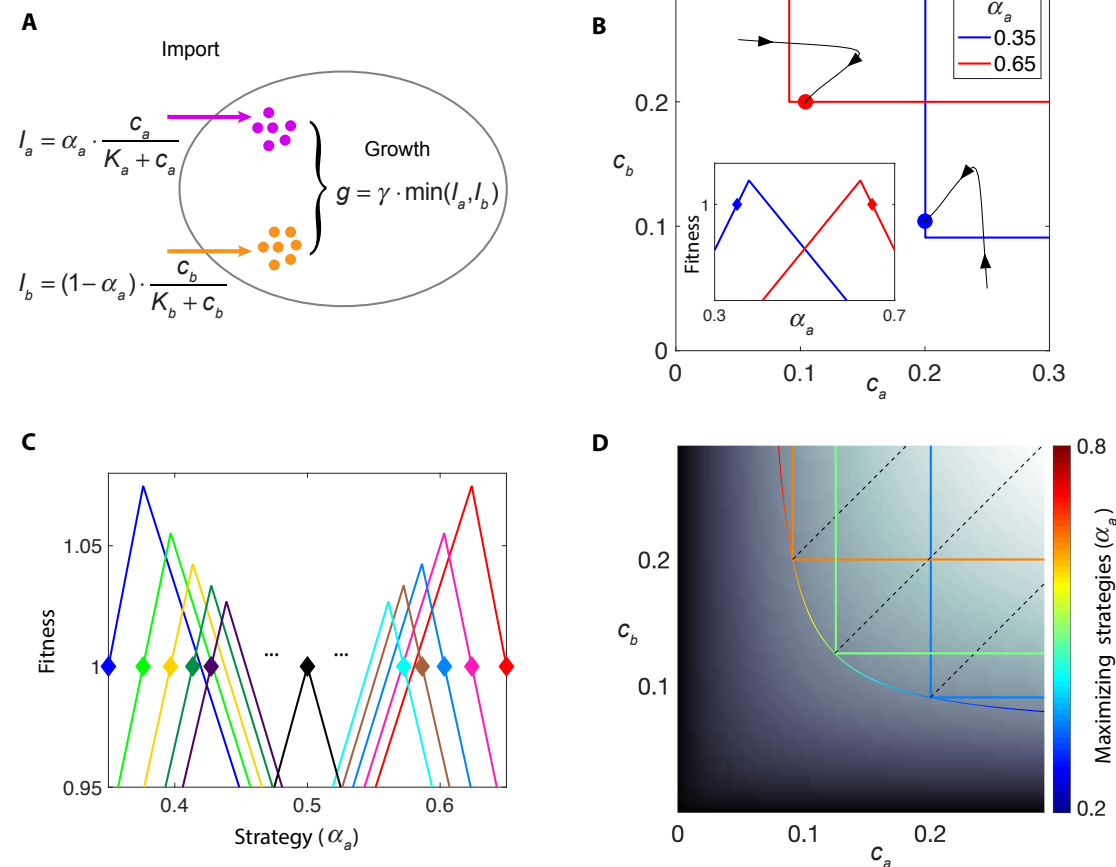 A
Import
I_a = α_a · c_a / (K_a + c_a)
Growth
g = γ · min(I_a, I_b)
I_b = (1 − α_a) · c_b / (K_b + c_b)
B
α_a
0.35
0.65
0.2
c_b
0.1
0
1
Fitness
0.3
α_a
0.7
0
0.1
0.2
0.3
c_a
C
1.05
1
0.95
Fitness
...
...
0.4
0.5
0.6
Strategy (α_a)
D
0.2
c_b
0.1
0
0.1
0.2
c_a
0.8
0.2
Maximizing strategies (α_a)